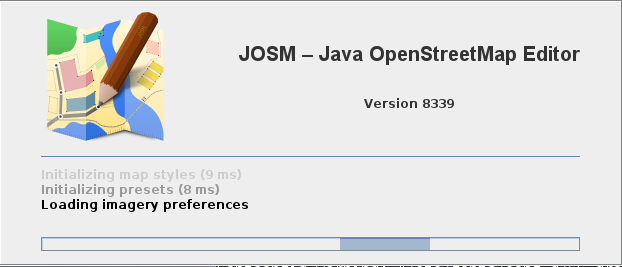 JOSM – Java OpenStreetMap Editor
Version 8339
Initializing map styles (9 ms)
Initializing presets (8 ms)
Loading imagery preferences